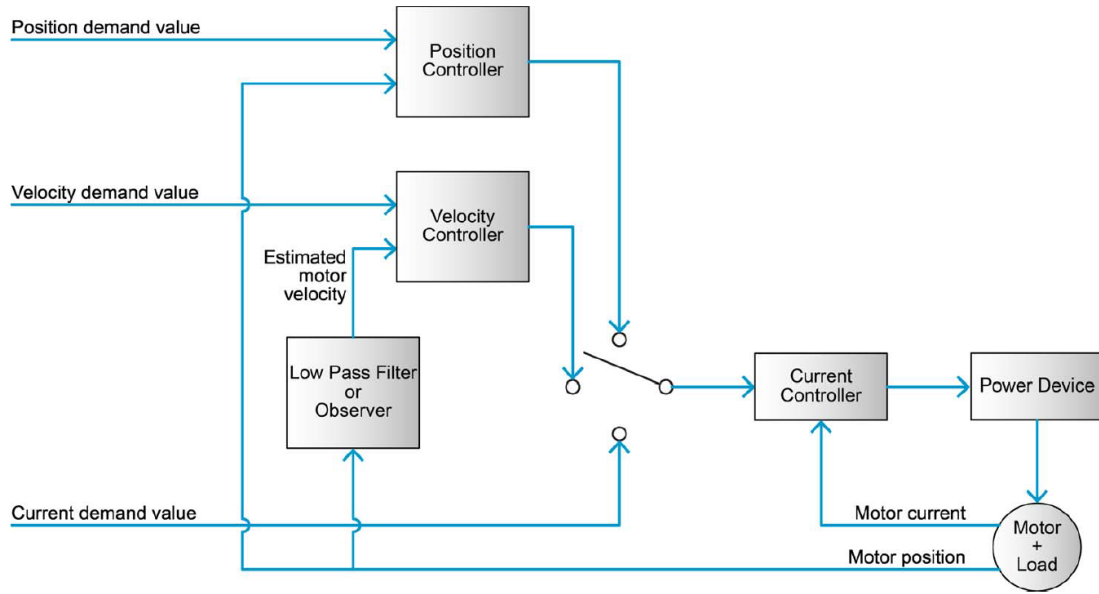 Position demand value
Position
Controller
Velocity demand value
Velocity
Controller
Estimated
motor
velocity
Low Pass Filter
or
Observer
Current
Controller
Power Device
Current demand value
Motor current
Motor
+
Load
Motor position